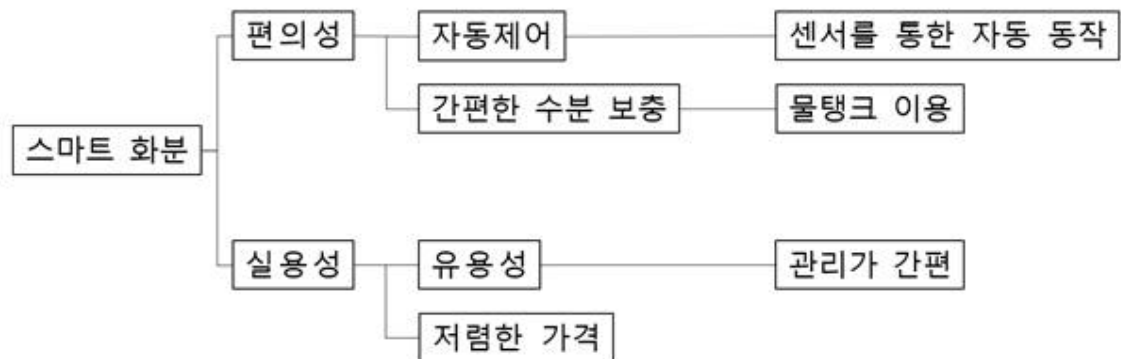 편의성
자동제어
센서를 통한 자동 동작
간편한 수분 보충
물탱크 이용
스마트 화분
실용성
유용성
관리가 간편
저렴한 가격